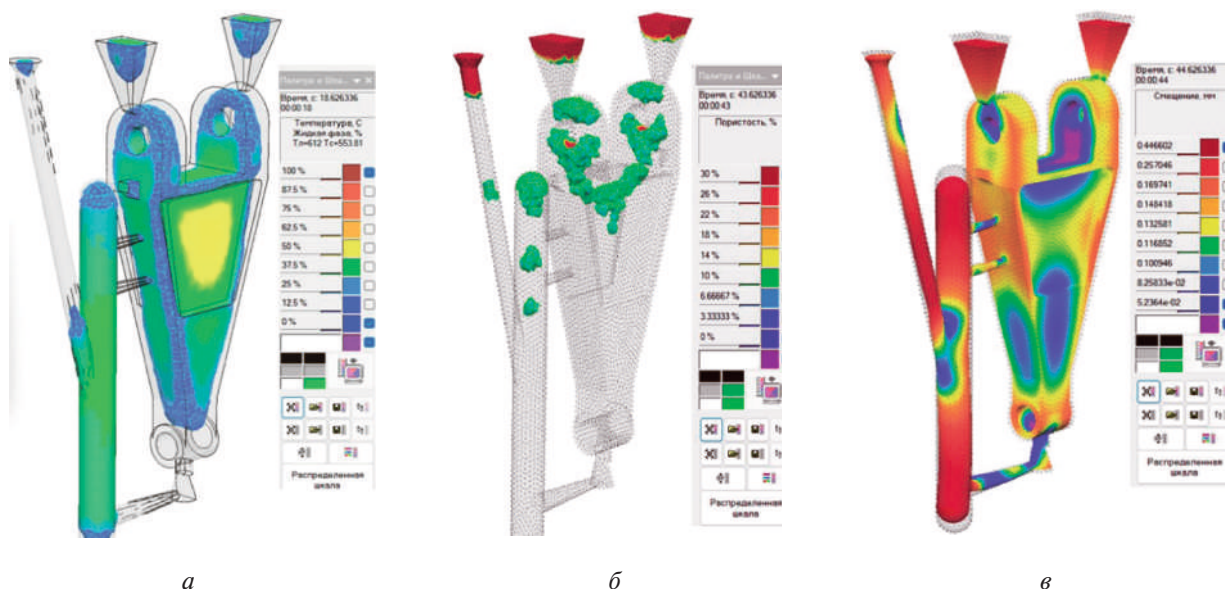 Палитра и Шка...
Время, с: 18.626336
00:00:18
Температура, С
Жидкая фаза, %
Тл=612 Тс=553.81
100 %
87.5 %
75 %
62.5 %
50 %
37.5 %
25 %
12.5 %
0 %
Распределенная
шкала
а
Палитра и Шка...
Время, с: 43.626336
00:00:43
Пористость, %
30 %
26 %
22 %
18 %
14 %
10 %
6.66667 %
3.33333 %
0 %
Распределенная
шкала
б
Время, с: 44.626336
00:00:44
Смещение, мм
0.446602
0.257046
0.169741
0.148418
0.132581
0.116852
0.100946
8.25833e-02
5.2364e-02
Распределенная
шкала
в